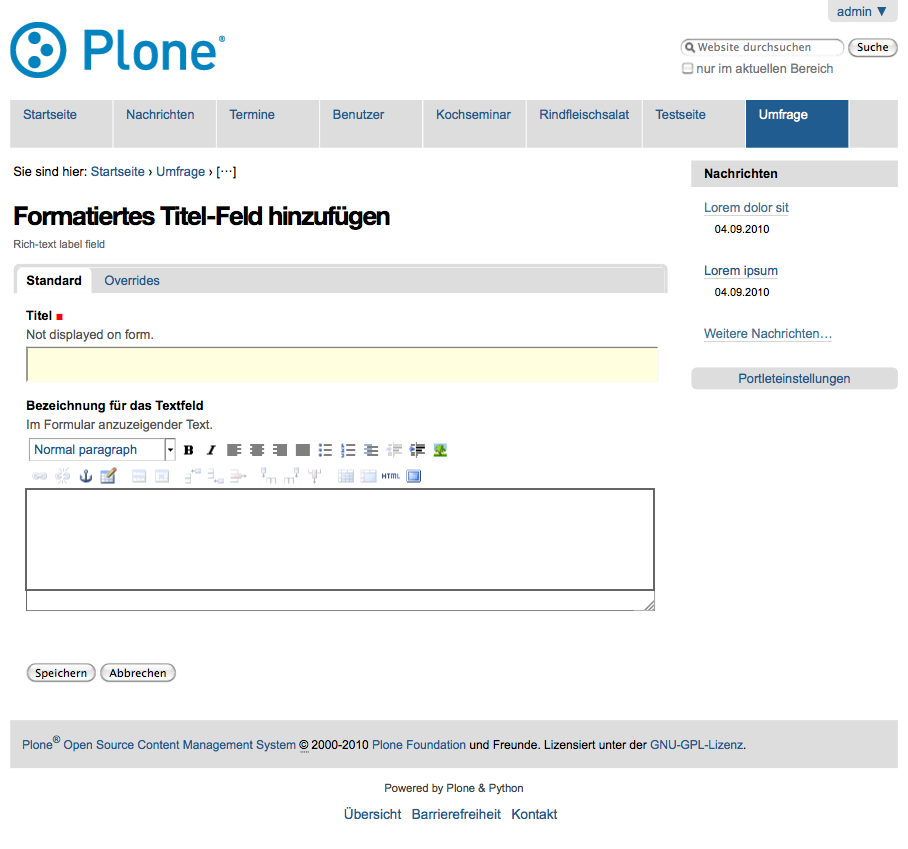 admin ▼
Plone®
Website durchsuchen
Suche
nur im aktuellen Bereich
Startseite
Nachrichten
Termine
Benutzer
Kochseminar
Rindfleischsalat
Testseite
Umfrage
Sie sind hier: Startseite › Umfrage › [···]
Formatiertes Titel-Feld hinzufügen
Rich-text label field
Standard
Overrides
Titel
Not displayed on form.
Bezeichnung für das Textfeld
Im Formular anzuzeigender Text.
Normal paragraph
B I
HTML
Speichern
Abbrechen
Nachrichten
Lorem dolor sit
04.09.2010
Lorem ipsum
04.09.2010
Weitere Nachrichten…
Portleteinstellungen
Plone® Open Source Content Management System © 2000-2010 Plone Foundation und Freunde. Lizensiert unter der GNU-GPL-Lizenz.
Powered by Plone & Python
Übersicht Barrierefreiheit Kontakt